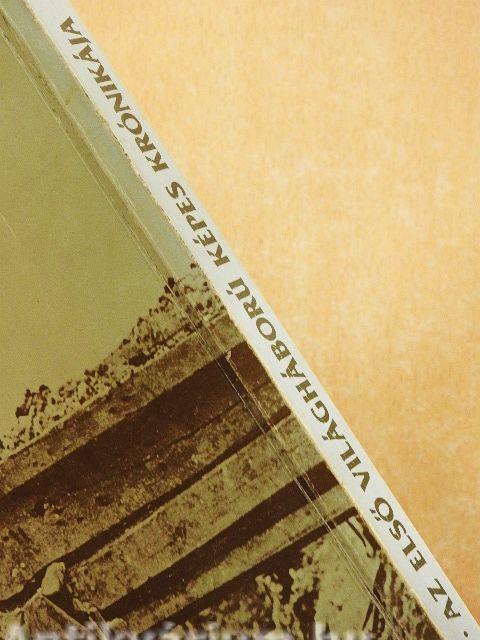 . AZ ELSŐ VILÁGHÁBORÚ KÉPES KRÓNIKÁJA